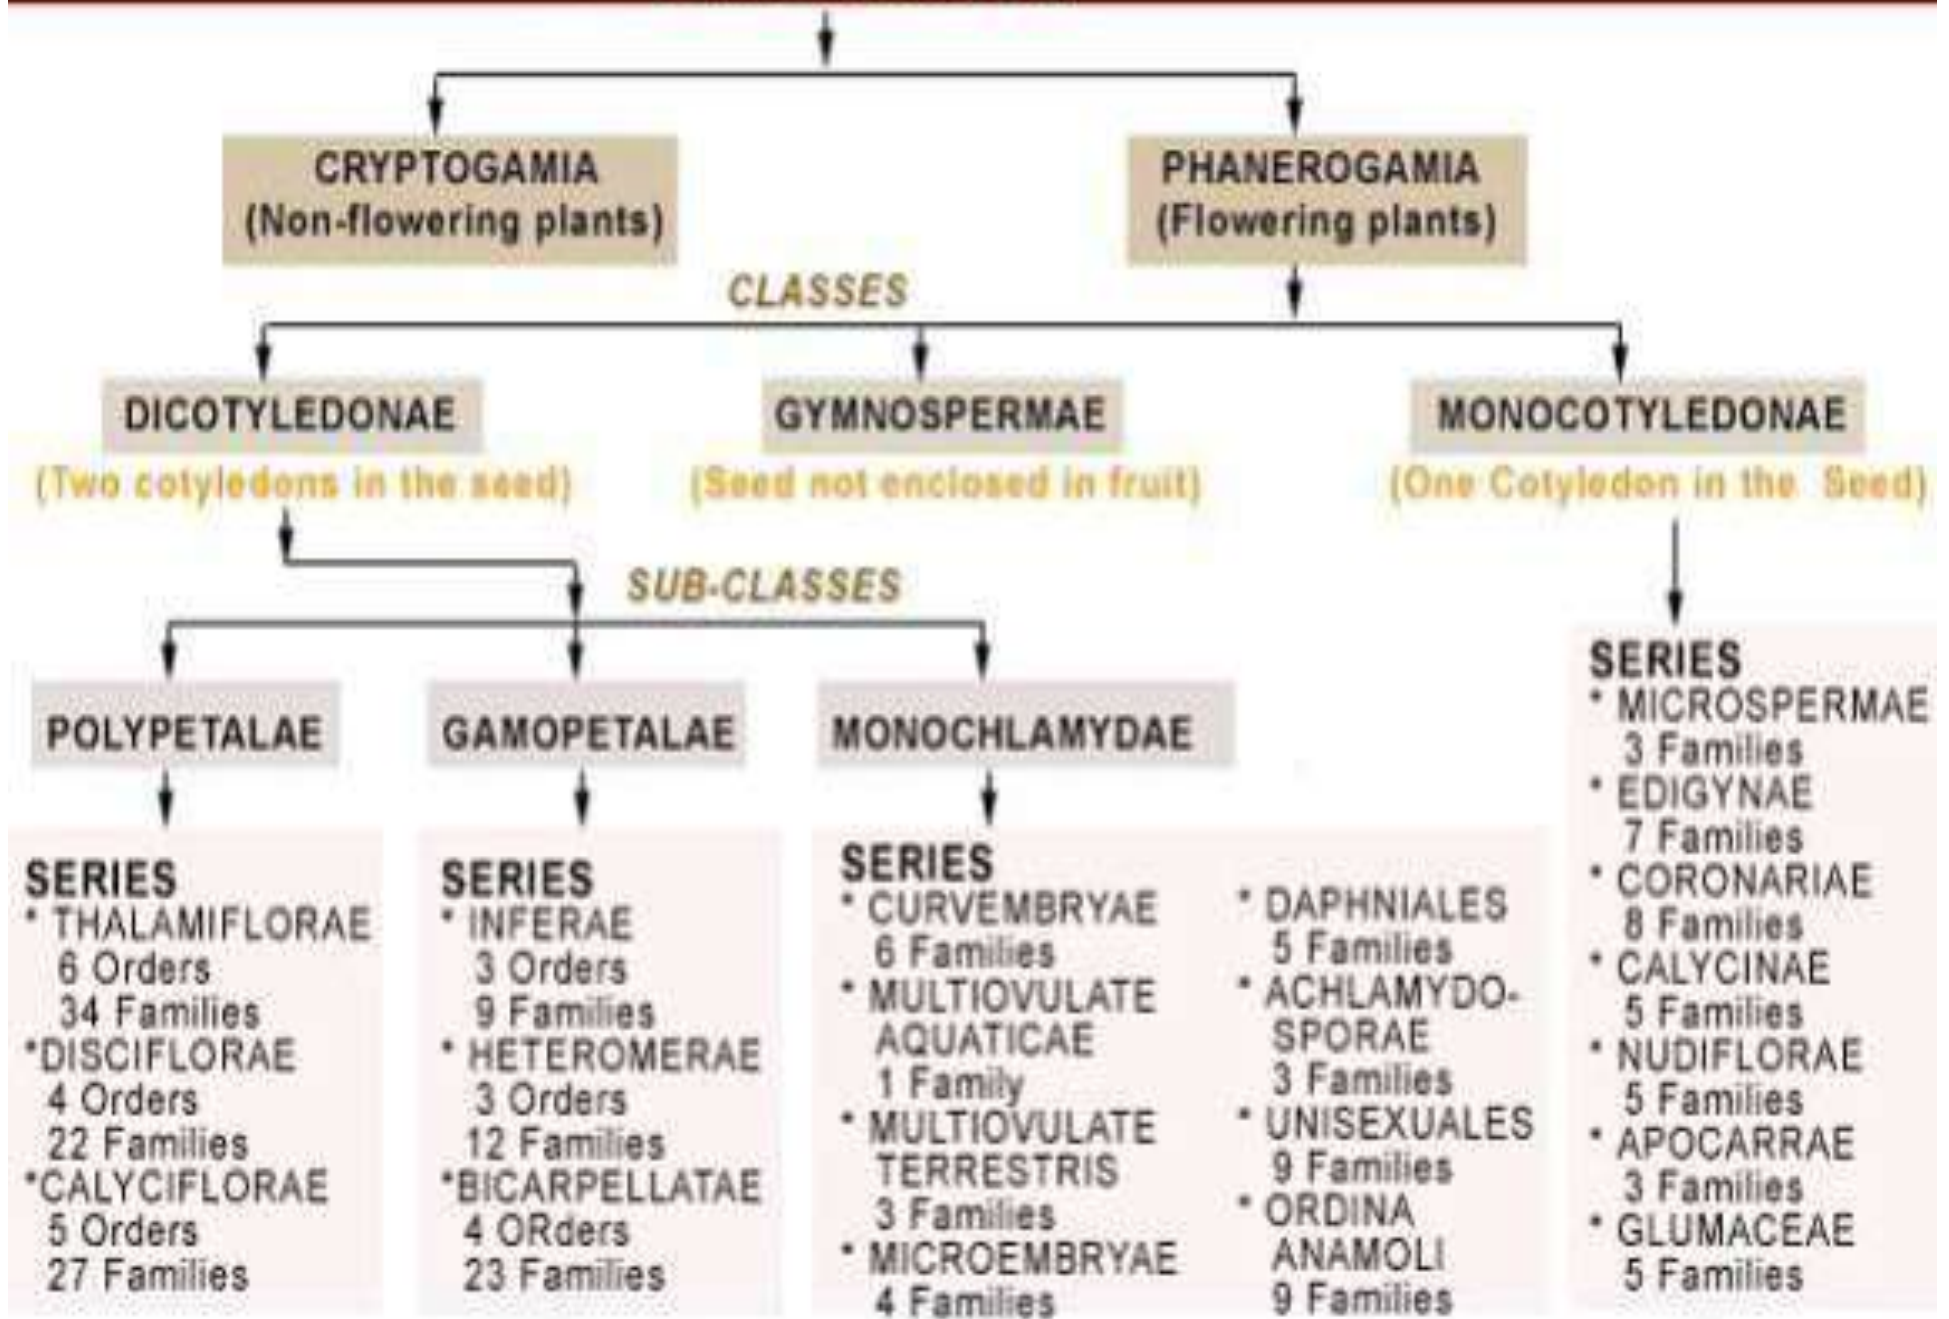 CRYPTOGAMIA
(Non-flowering plants)
PHANEROGAMIA
(Flowering plants)
CLASSES
DICOTYLEDONAE
(Two cotyledons in the seed)
GYMNOSPERMAE
(Seed not enclosed in fruit)
MONOCOTYLEDONAE
(One Cotyledon in the Seed)
SUB-CLASSES
POLYPETALAE
GAMOPETALAE
MONOCHLAMYDAE
SERIES
* THALAMIFLORAE
6 Orders
34 Families
*DISCIFLORAE
4 Orders
22 Families
*CALYCIFLORAE
5 Orders
27 Families
SERIES
* INFERAE
3 Orders
9 Families
* HETEROMERAE
3 Orders
12 Families
*BICARPELLATAE
4 ORders
23 Families
SERIES
* CURVEMBRYAE
6 Families
* MULTIOVULATE
AQUATICAE
1 Family
* MULTIOVULATE
TERRESTRIS
3 Families
* MICROEMBRYAE
4 Families
* DAPHNIALES
5 Families
* ACHLAMYDO-
SPORAE
3 Families
* UNISEXUALES
9 Families
* ORDINA
ANAMOLI
9 Families
SERIES
* MICROSPERMAE
3 Families
* EDIGYNAE
7 Families
* CORONARIAE
8 Families
* CALYCINAE
5 Families
* NUDIFLORAE
5 Families
* APOCARRAE
3 Families
* GLUMACEAE
5 Families